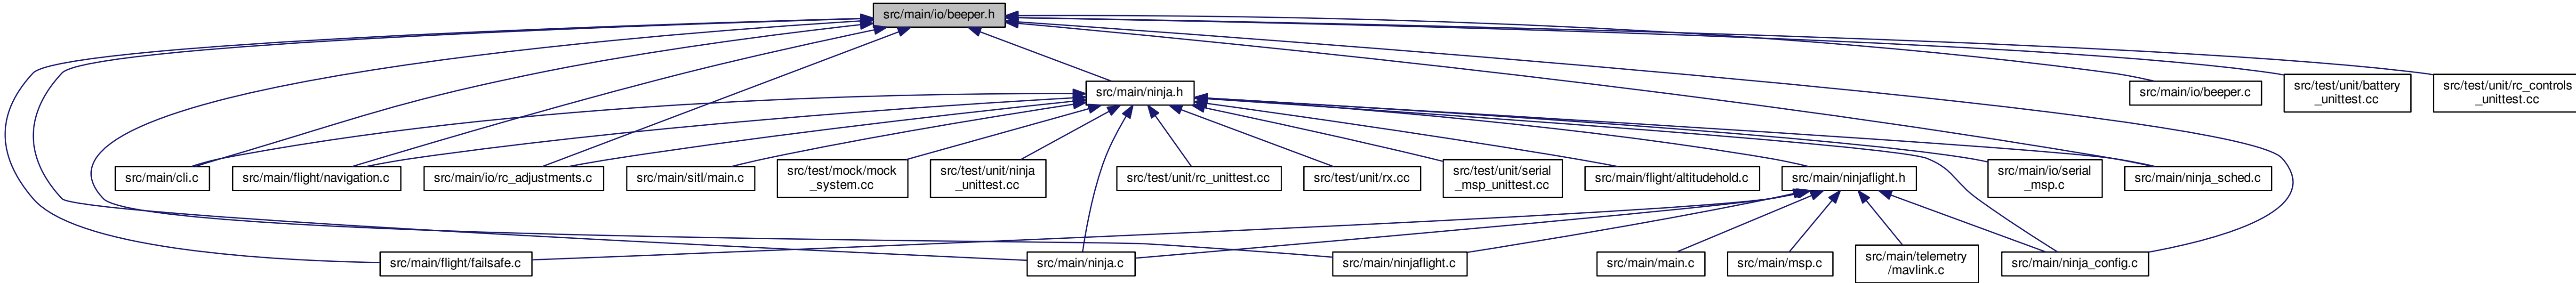 src/main/io/beeper.h
src/main/ninja.h
src/main/io/beeper.c
src/test/unit/battery
_unittest.cc
src/test/unit/rc_controls
_unittest.cc
src/main/cli.c
src/main/flight/navigation.c
src/main/io/rc_adjustments.c
src/main/sitl/main.c
src/test/mock/mock
_system.cc
src/test/unit/ninja
_unittest.cc
src/test/unit/rc_unittest.cc
src/test/unit/rx.cc
src/test/unit/serial
_msp_unittest.cc
src/main/flight/altitudehold.c
src/main/ninjaflight.h
src/main/io/serial
_msp.c
src/main/ninja_sched.c
src/main/flight/failsafe.c
src/main/ninja.c
src/main/ninjaflight.c
src/main/main.c
src/main/msp.c
src/main/telemetry
/mavlink.c
src/main/ninja_config.c